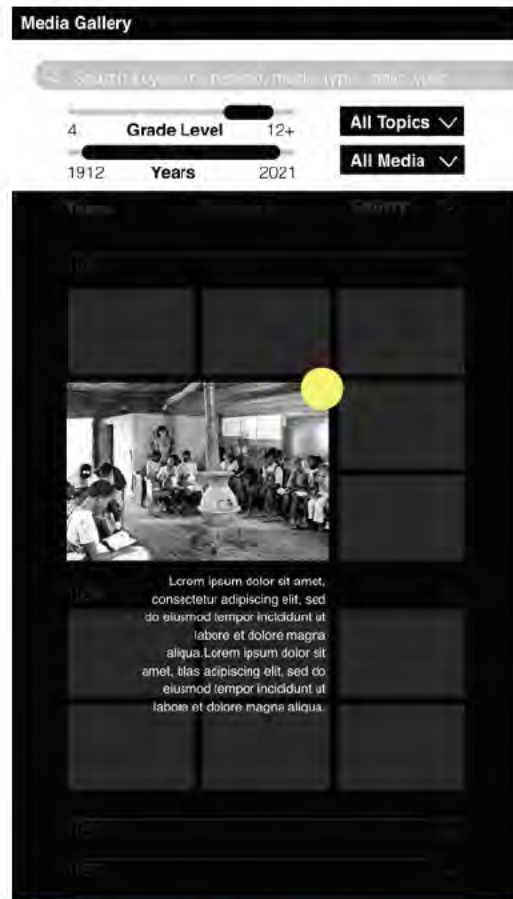 Media Gallery
4 Grade Level 12+
All Topics
1912 Years 2021
All Media
Lorem ipsum dolor sit amet,
consectetur adipiscing elit, sed
do eiusmod tempor incididunt ut
labore et dolore magna
aliqua.Lorem ipsum dolor sit
amet, blas adipiscing elit, sed do
eiusmod tempor incididunt ut
labore et dolore magna aliqua.